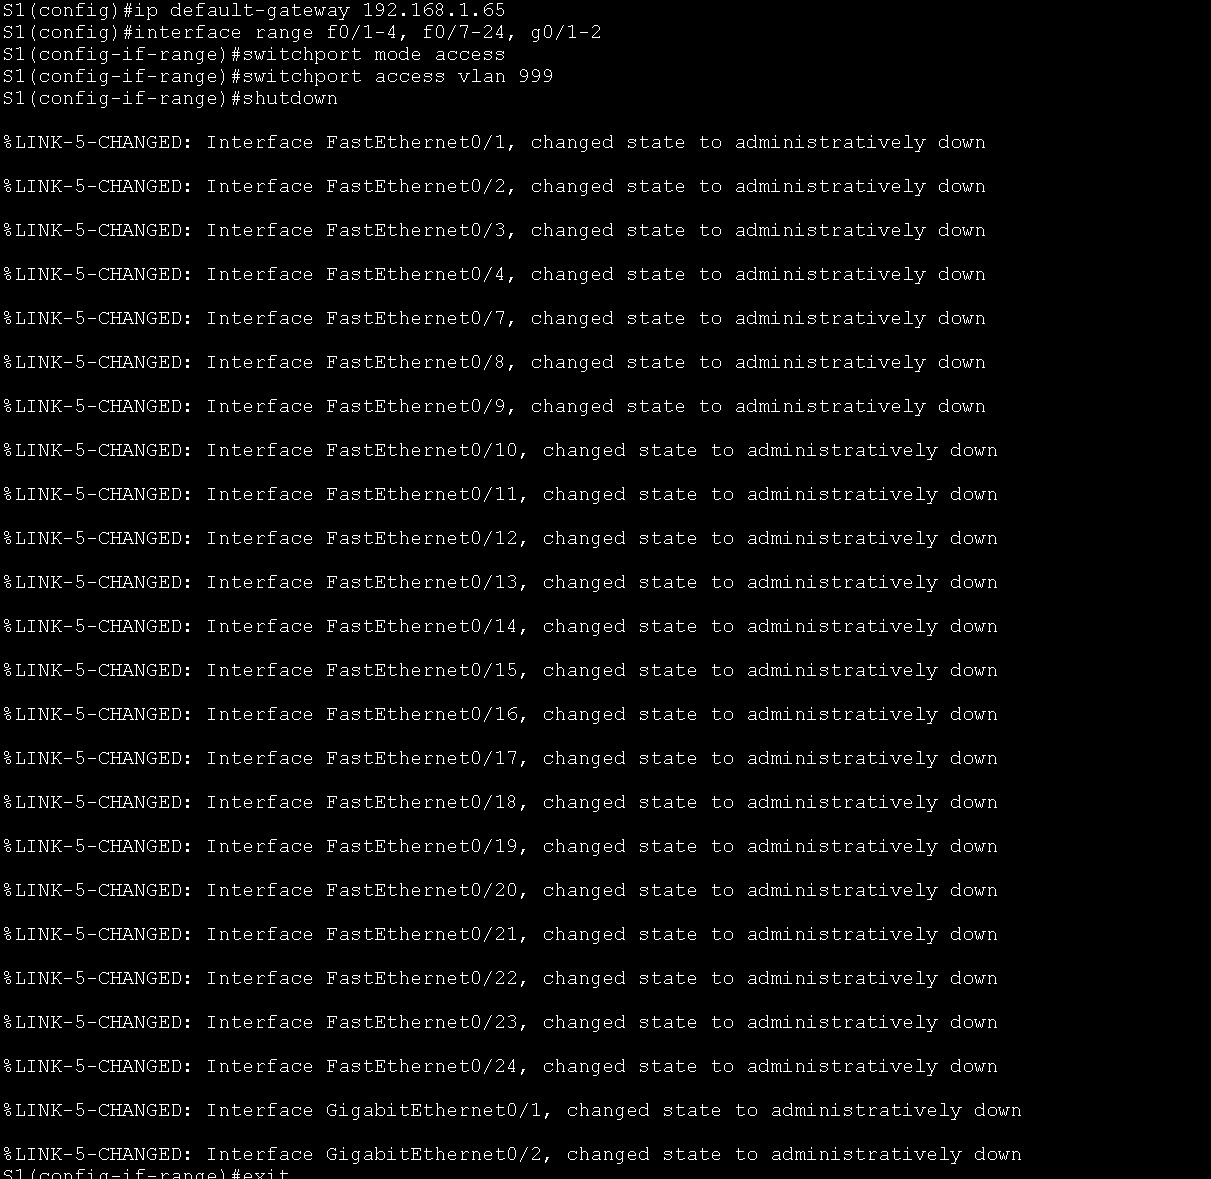 S1(config)#ip default-gateway 192.168.1.65
S1(config)#interface range f0/1-4, f0/7-24, g0/1-2
S1(config-if-range)#switchport mode access
S1(config-if-range)#switchport access vlan 999
S1(config-if-range)#shutdown
%LINK-5-CHANGED: Interface FastEthernet0/1, changed state to administratively down
%LINK-5-CHANGED: Interface FastEthernet0/2, changed state to administratively down
%LINK-5-CHANGED: Interface FastEthernet0/3, changed state to administratively down
%LINK-5-CHANGED: Interface FastEthernet0/4, changed state to administratively down
%LINK-5-CHANGED: Interface FastEthernet0/7, changed state to administratively down
%LINK-5-CHANGED: Interface FastEthernet0/8, changed state to administratively down
%LINK-5-CHANGED: Interface FastEthernet0/9, changed state to administratively down
%LINK-5-CHANGED: Interface FastEthernet0/10, changed state to administratively down
%LINK-5-CHANGED: Interface FastEthernet0/11, changed state to administratively down
%LINK-5-CHANGED: Interface FastEthernet0/12, changed state to administratively down
%LINK-5-CHANGED: Interface FastEthernet0/13, changed state to administratively down
%LINK-5-CHANGED: Interface FastEthernet0/14, changed state to administratively down
%LINK-5-CHANGED: Interface FastEthernet0/15, changed state to administratively down
%LINK-5-CHANGED: Interface FastEthernet0/16, changed state to administratively down
%LINK-5-CHANGED: Interface FastEthernet0/17, changed state to administratively down
%LINK-5-CHANGED: Interface FastEthernet0/18, changed state to administratively down
%LINK-5-CHANGED: Interface FastEthernet0/19, changed state to administratively down
%LINK-5-CHANGED: Interface FastEthernet0/20, changed state to administratively down
%LINK-5-CHANGED: Interface FastEthernet0/21, changed state to administratively down
%LINK-5-CHANGED: Interface FastEthernet0/22, changed state to administratively down
%LINK-5-CHANGED: Interface FastEthernet0/23, changed state to administratively down
%LINK-5-CHANGED: Interface FastEthernet0/24, changed state to administratively down
%LINK-5-CHANGED: Interface GigabitEthernet0/1, changed state to administratively down
%LINK-5-CHANGED: Interface GigabitEthernet0/2, changed state to administratively down
S1(config-if-range)#exit